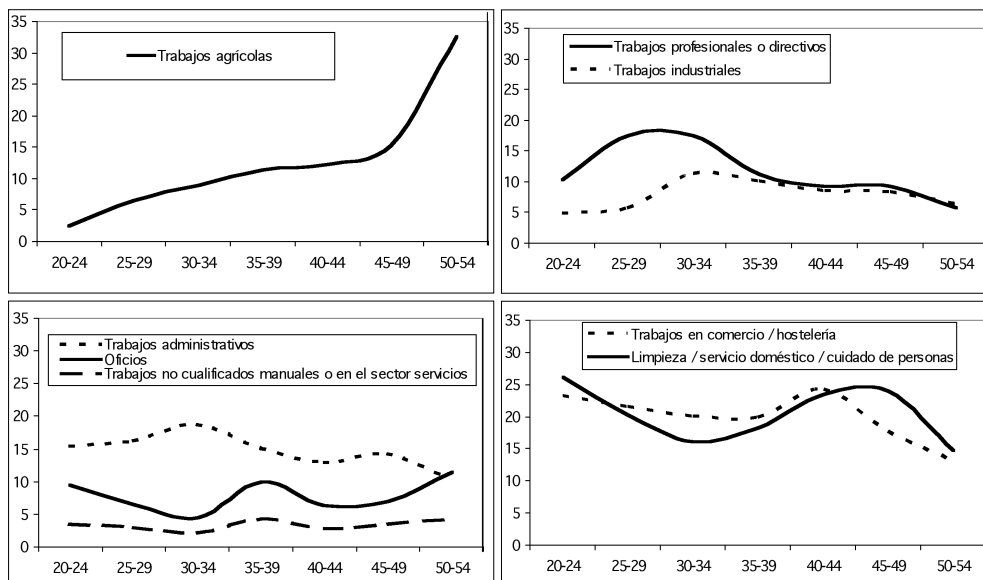 35
30
25
20
15
10
5
0
Trabajos agrícolas
20-24 25-29 30-34 35-39 40-44 45-49 50-54
35
30
25
20
15
10
5
0
Trabajos profesionales o directivos
Trabajos industriales
20-24 25-29 30-34 35-39 40-44 45-49 50-54
35
30
25
20
15
10
5
0
Trabajos administrativos
Oficios
Trabajos no cualificados manuales o en el sector servicios
20-24 25-29 30-34 35-39 40-44 45-49 50-54
35
30
25
20
15
10
5
0
Trabajos en comercio / hostelería
Limpieza / servicio doméstico / cuidado de personas
20-24 25-29 30-34 35-39 40-44 45-49 50-54